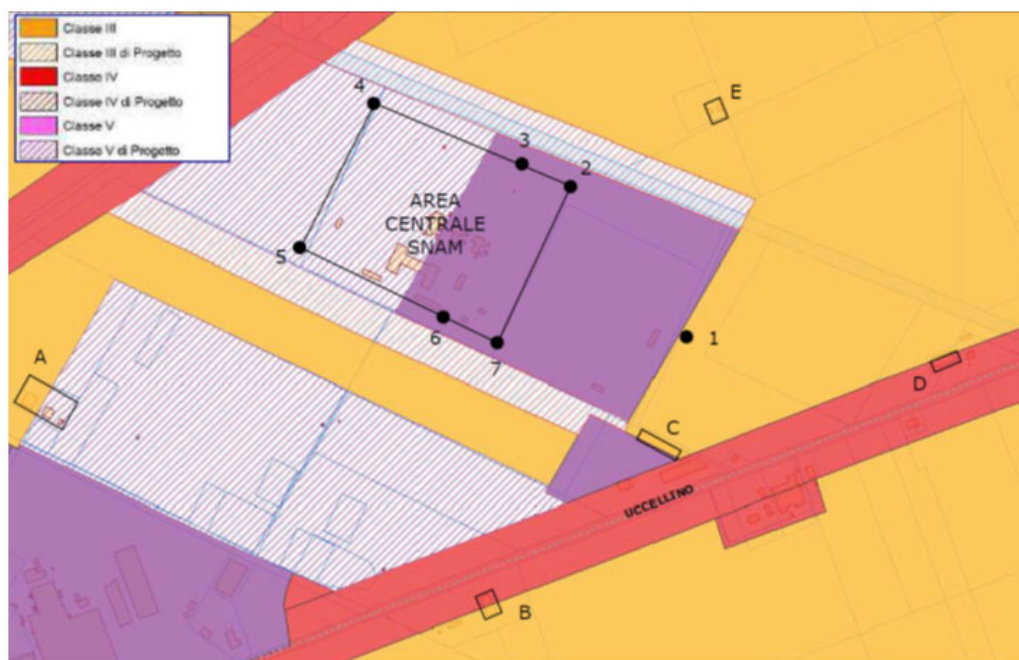 Classe III
Classe III di Progetto
Classe IV
Classe IV di Progetto
Classe V
Classe V di Progetto
4
E
3
2
AREA
CENTRALE
SNAM
5
6
7
1
A
D
C
UCCELLINO
B